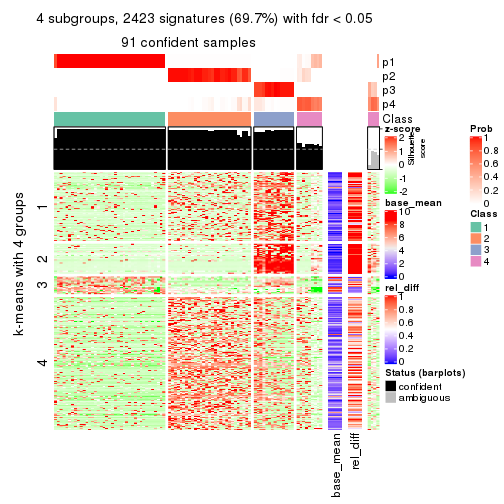 4 subgroups, 2423 signatures (69.7%) with fdr < 0.05
91 confident samples
p1
p2
p3
p4
Class
Silhouette
score
k-means with 4 groups
1
2
3
4
base_mean
rel_diff
z-score
2
1
0
-1
-2
base_mean
10
8
6
4
2
0
rel_diff
1
0.8
0.6
0.4
0.2
0
Status (barplots)
confident
ambiguous
Prob
1
0.8
0.6
0.4
0.2
0
Class
1
2
3
4